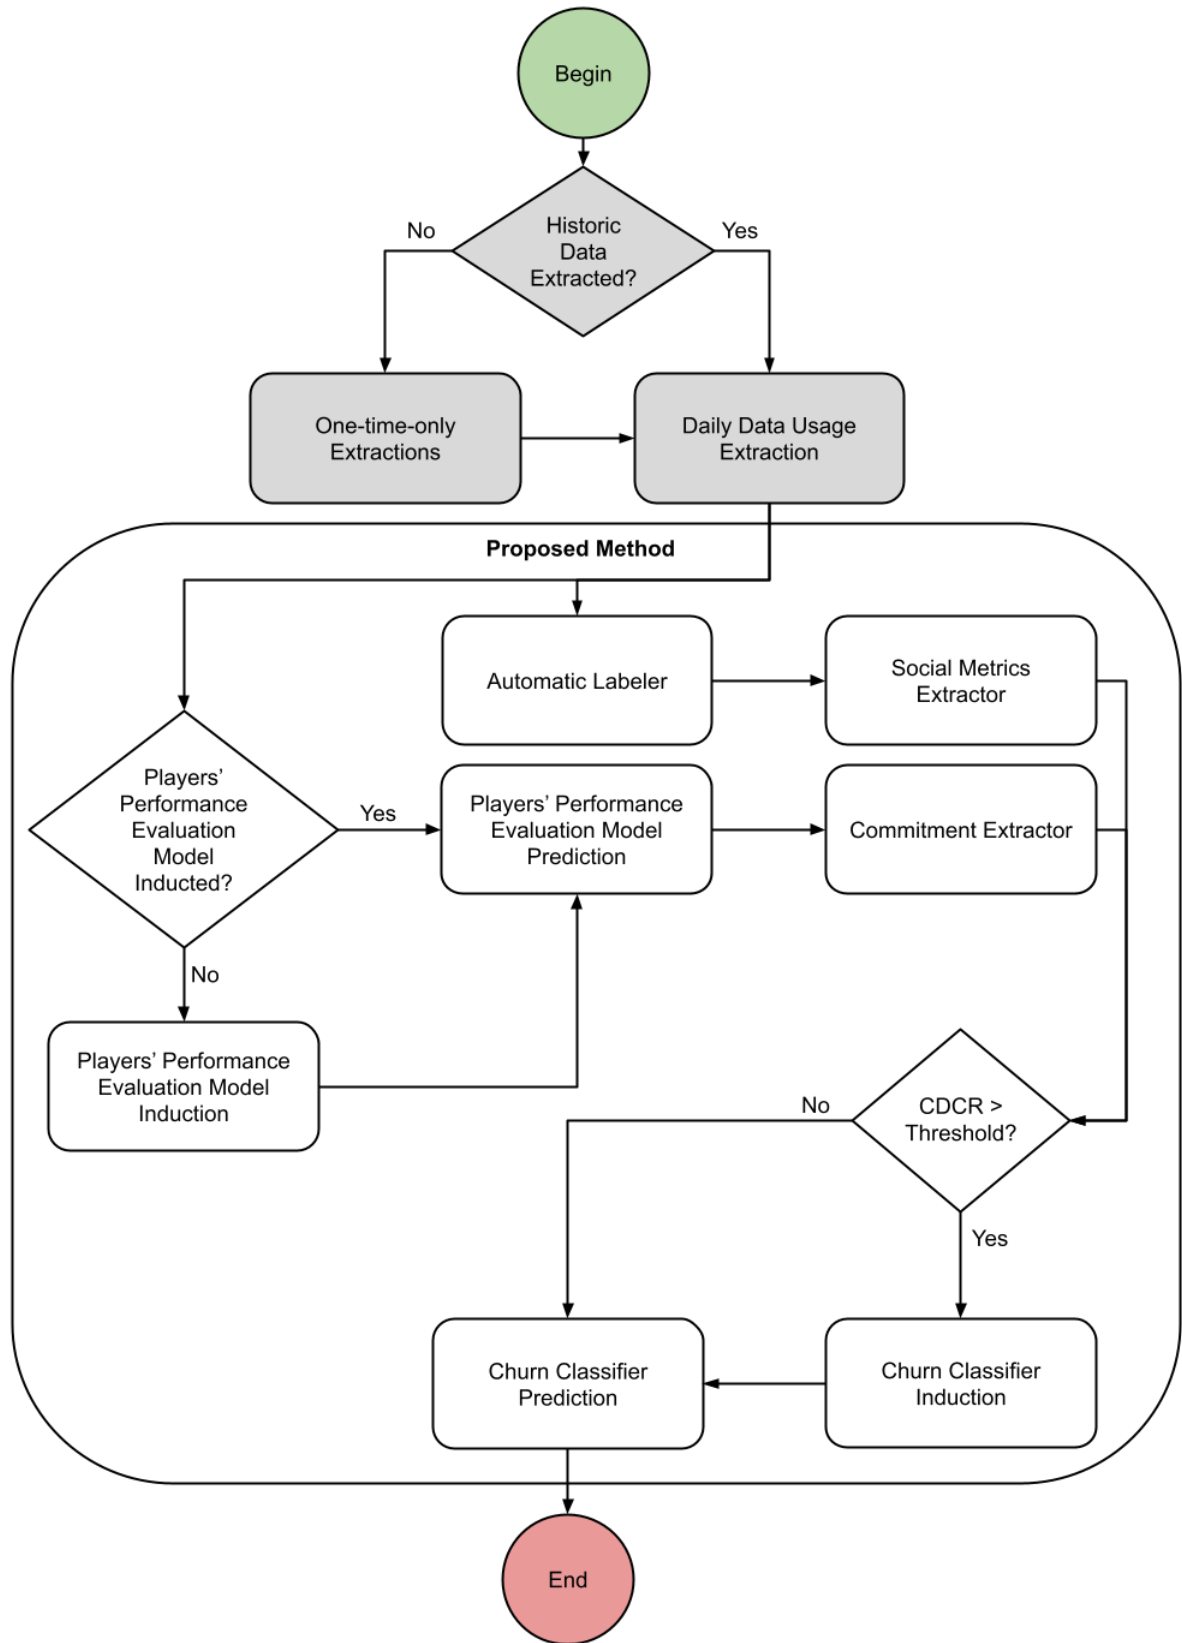 Begin
Historic
Data
Extracted?
No
Yes
One-time-only
Extractions
Daily Data Usage
Extraction
Proposed Method
Automatic Labeler
Social Metrics
Extractor
Players’
Performance
Evaluation
Model
Inducted?
Yes
Players’ Performance
Evaluation Model
Prediction
Commitment Extractor
No
Players’ Performance
Evaluation Model
Induction
CDCR >
Threshold?
No
Yes
Churn Classifier
Prediction
Churn Classifier
Induction
End